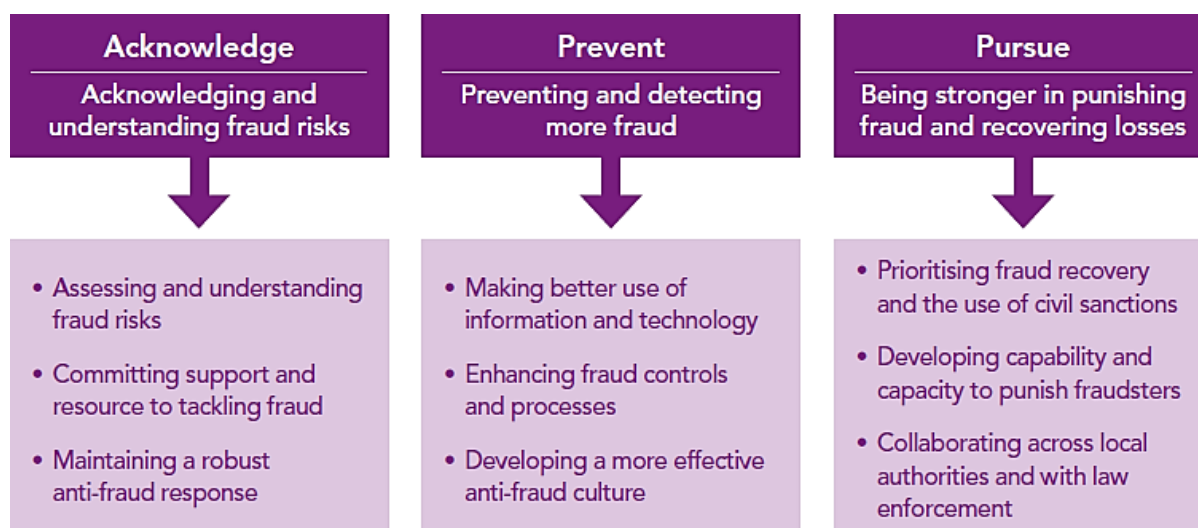 Acknowledge
Acknowledging and
understanding fraud risks
• Assessing and understanding
fraud risks
• Committing support and
resource to tackling fraud
• Maintaining a robust
anti-fraud response
Prevent
Preventing and detecting
more fraud
• Making better use of
information and technology
• Enhancing fraud controls
and processes
• Developing a more effective
anti-fraud culture
Pursue
Being stronger in punishing
fraud and recovering losses
• Prioritising fraud recovery
and the use of civil sanctions
• Developing capability and
capacity to punish fraudsters
• Collaborating across local
authorities and with law
enforcement